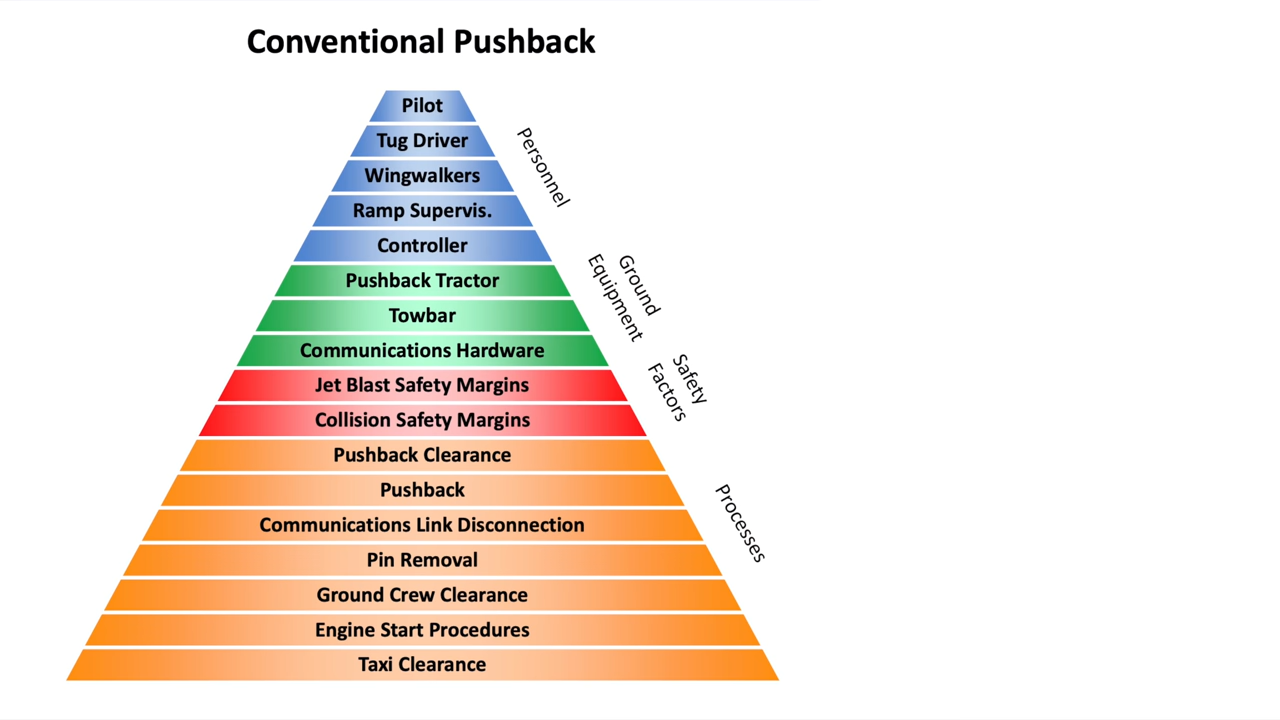 Conventional Pushback
Pilot
Tug Driver
Wingwalkers
Ramp Supervis.
Controller
Personnel
Pushback Tractor
Towbar
Communications Hardware
Ground
Equipment
Jet Blast Safety Margins
Collision Safety Margins
Safety
Factors
Pushback Clearance
Pushback
Communications Link Disconnection
Pin Removal
Ground Crew Clearance
Engine Start Procedures
Taxi Clearance
Processes